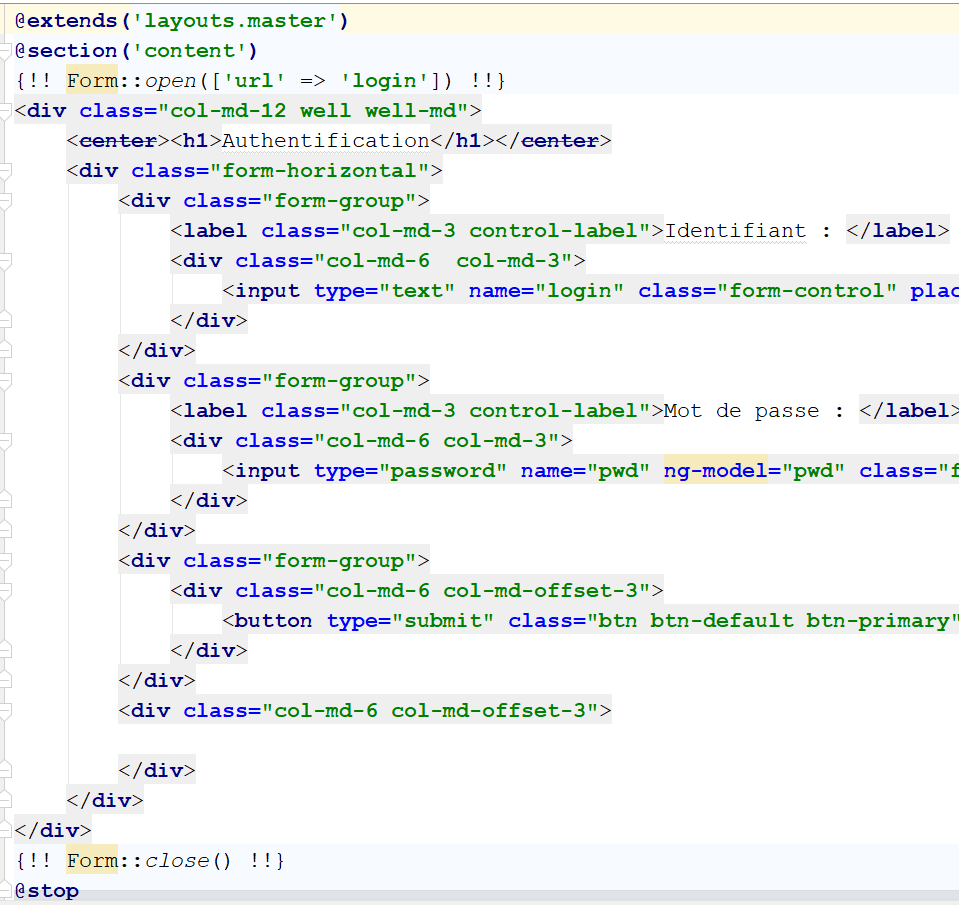 @extends('layouts.master')
@section('content')
{!! Form::open(['url' => 'login']) !!}
<div class="col-md-12 well well-md">
    <center><h1>Authentification</h1></center>
    <div class="form-horizontal">
        <div class="form-group">
            <label class="col-md-3 control-label">Identifiant : </label>
            <div class="col-md-6  col-md-3">
                <input type="text" name="login" class="form-control" plac
            </div>
        </div>
        <div class="form-group">
            <label class="col-md-3 control-label">Mot de passe : </label>
            <div class="col-md-6 col-md-3">
                <input type="password" name="pwd" ng-model="pwd" class="f
            </div>
        </div>
        <div class="form-group">
            <div class="col-md-6 col-md-offset-3">
                <button type="submit" class="btn btn-default btn-primary"
            </div>
        </div>
        <div class="col-md-6 col-md-offset-3">

        </div>
    </div>
</div>
{!! Form::close() !!}
@stop